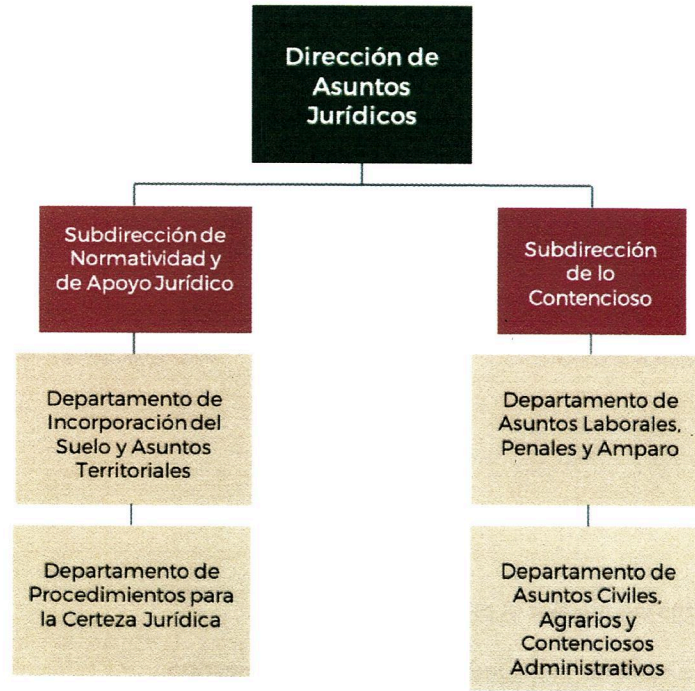 Dirección de
Asuntos
Jurídicos
Subdirección de
Normatividad y
de Apoyo Jurídico
Subdirección
de lo
Contencioso
Departamento de
Incorporación del
Suelo y Asuntos
Territoriales
Departamento de
Asuntos Laborales,
Penales y Amparo
Departamento de
Procedimientos para
la Certeza Jurídica
Departamento de
Asuntos Civiles,
Agrarios y
Contenciosos
Administrativos